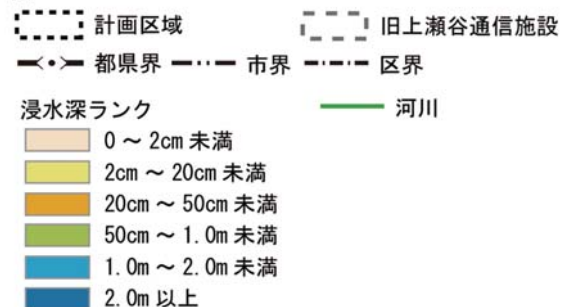 計画区域 旧上瀬谷通信施設
都県界 市界 区界
浸水深ランク 河川
0 ～ 2cm 未満
2cm ～ 20cm 未満
20cm ～ 50cm 未満
50cm ～ 1.0m 未満
1.0m ～ 2.0m 未満
2.0m 以上